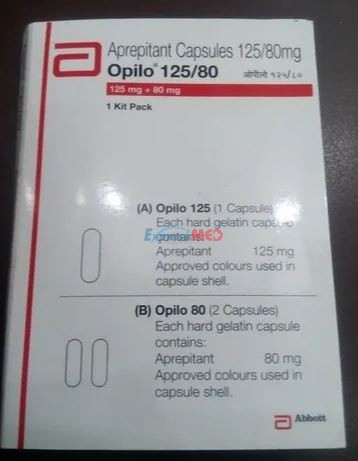 Aprepitant Capsules 125/80mg
Opilo® 125/80 ओपीलो १२५/८०
125 mg + 80 mg
1 Kit Pack
(A) Opilo 125 (1 Capsule)
Each hard gelatin capsule
contains:
Aprepitant 125 mg
Approved colours used in
capsule shell.
(B) Opilo 80 (2 Capsules)
Each hard gelatin capsule
contains:
Aprepitant 80 mg
Approved colours used in
capsule shell.
Abbott